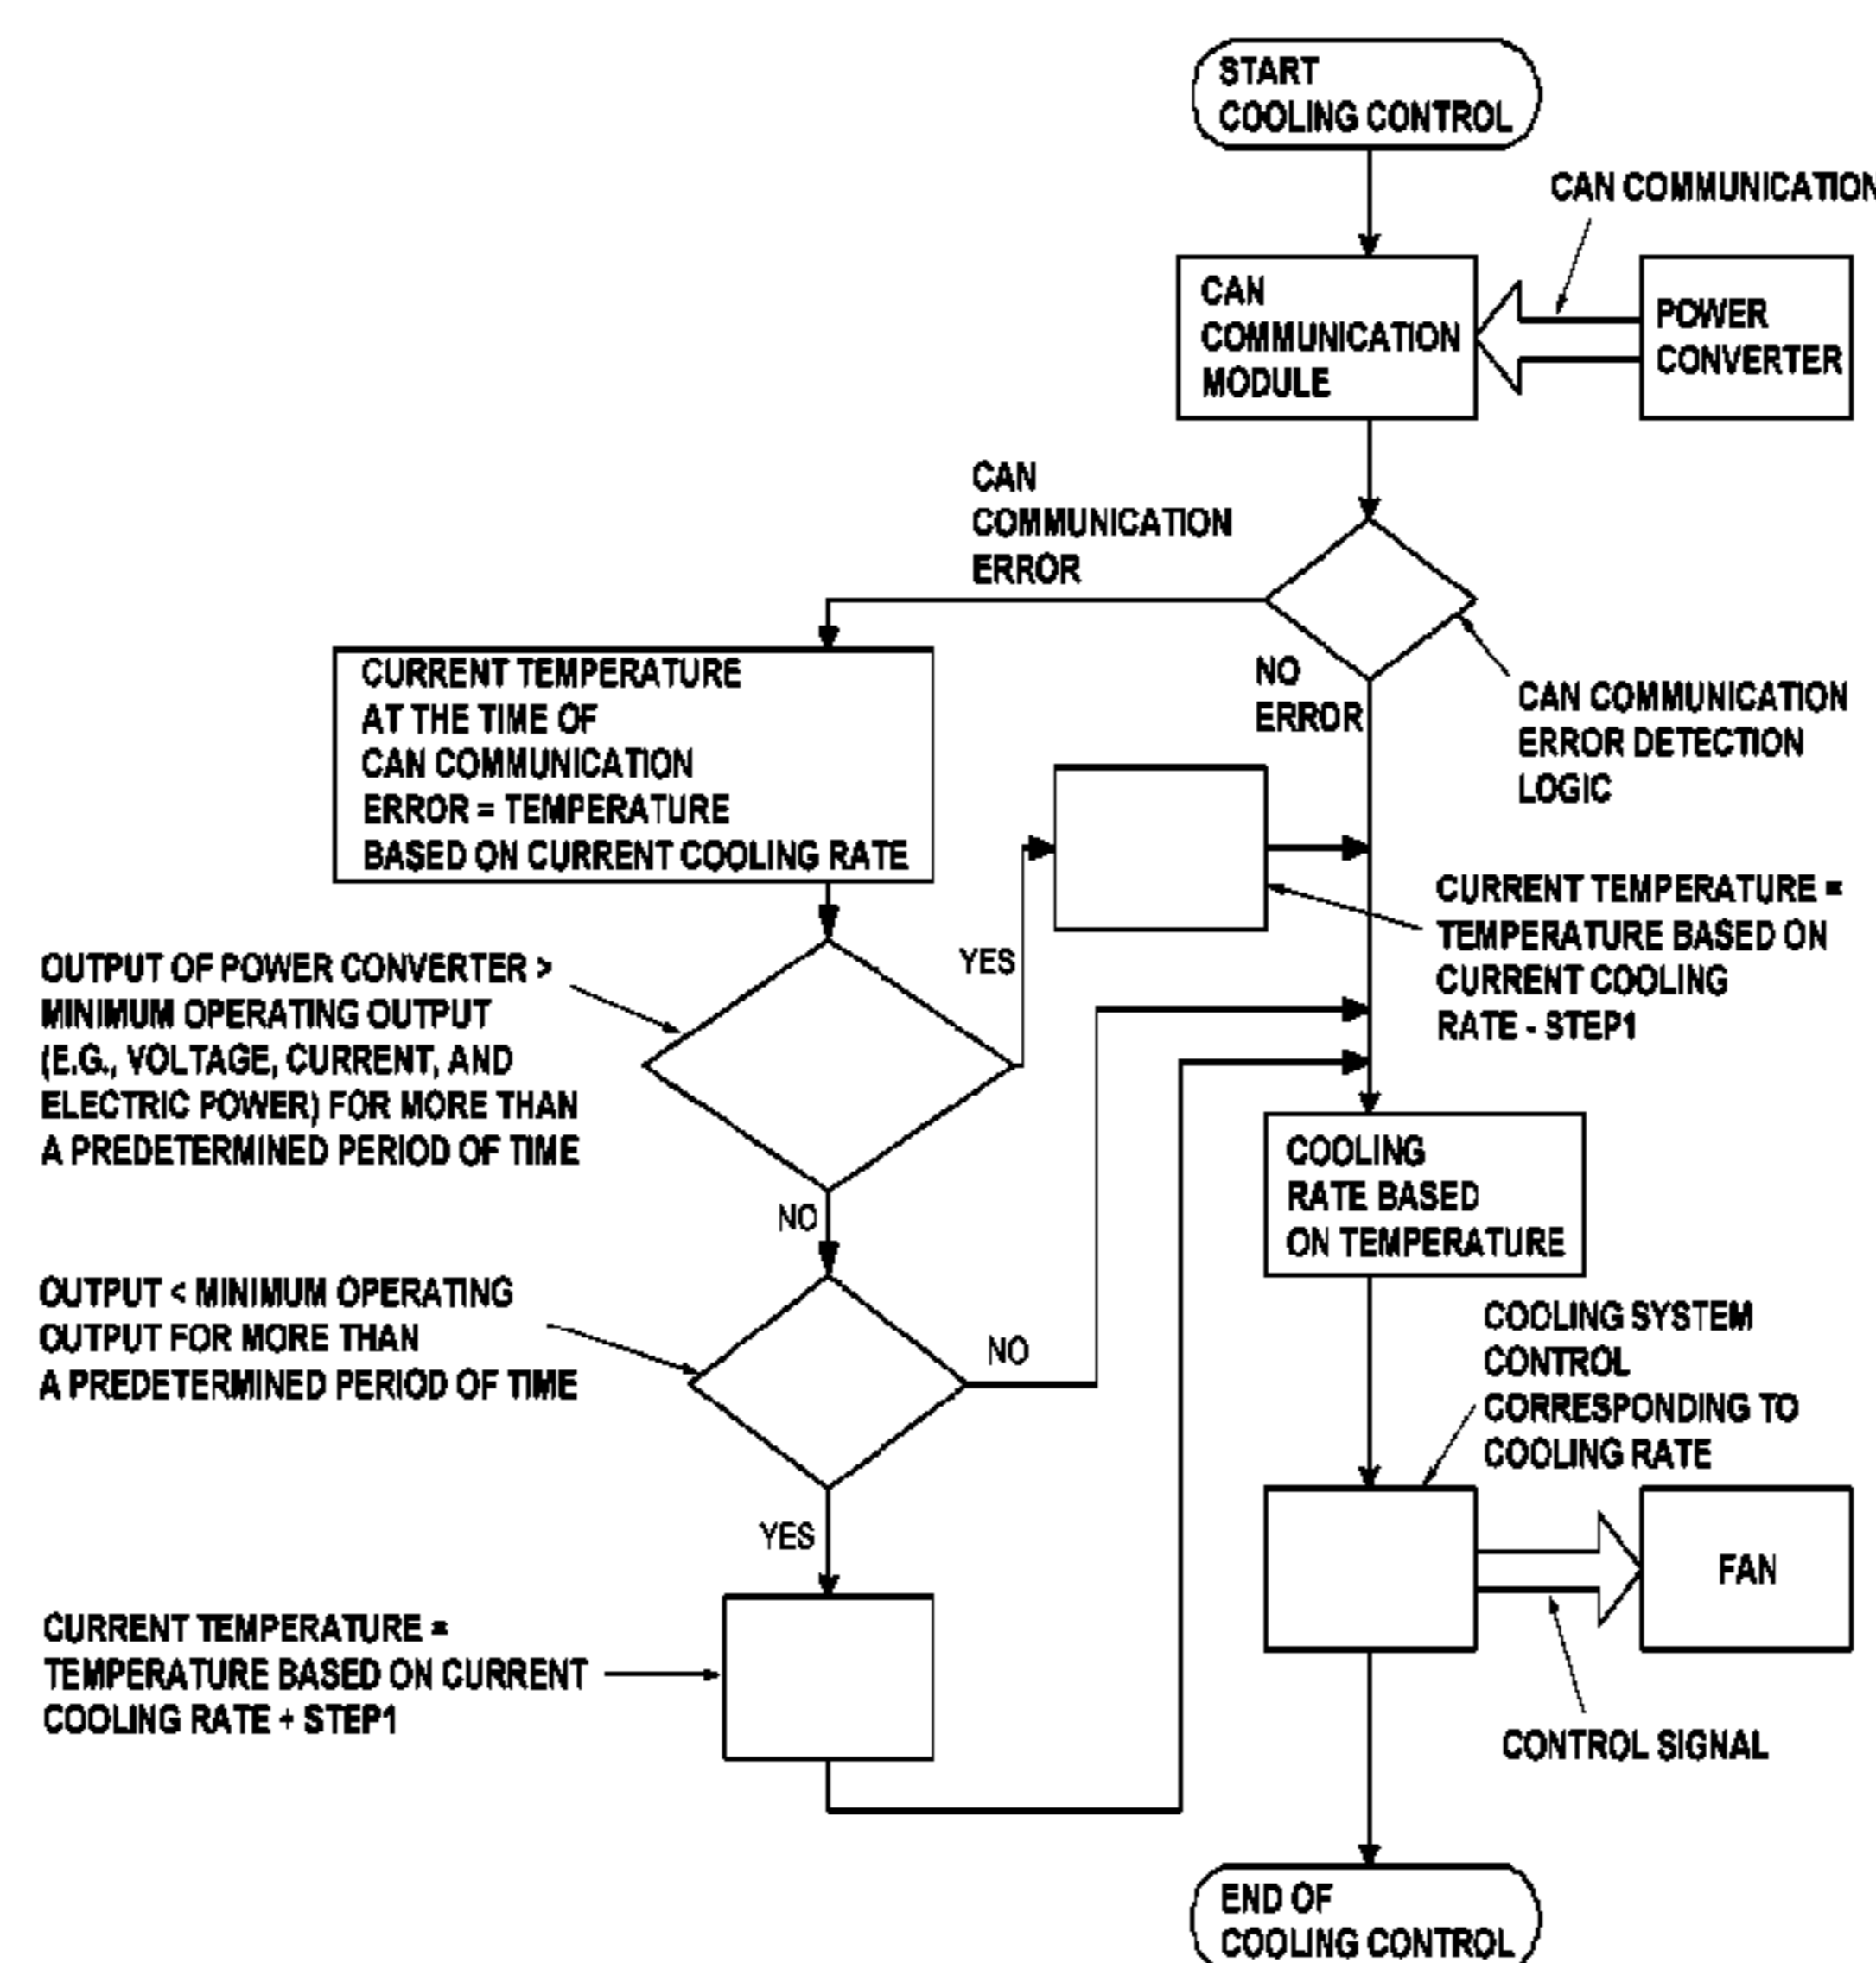 START
COOLING CONTROL
CAN COMMUNICATION
CAN
COMMUNICATION
MODULE
POWER
CONVERTER
CAN
COMMUNICATION
ERROR
NO
ERROR
CAN COMMUNICATION
ERROR DETECTION
LOGIC
CURRENT TEMPERATURE
AT THE TIME OF
CAN COMMUNICATION
ERROR = TEMPERATURE
BASED ON CURRENT COOLING RATE
CURRENT TEMPERATURE =
TEMPERATURE BASED ON
CURRENT COOLING
RATE - STEP1
YES
OUTPUT OF POWER CONVERTER >
MINIMUM OPERATING OUTPUT
(E.G., VOLTAGE, CURRENT, AND
ELECTRIC POWER) FOR MORE THAN
A PREDETERMINED PERIOD OF TIME
NO
COOLING
RATE BASED
ON TEMPERATURE
OUTPUT < MINIMUM OPERATING
OUTPUT FOR MORE THAN
A PREDETERMINED PERIOD OF TIME
NO
COOLING SYSTEM
CONTROL
CORRESPONDING TO
COOLING RATE
YES
FAN
CURRENT TEMPERATURE =
TEMPERATURE BASED ON CURRENT
COOLING RATE + STEP1
CONTROL SIGNAL
END OF
COOLING CONTROL